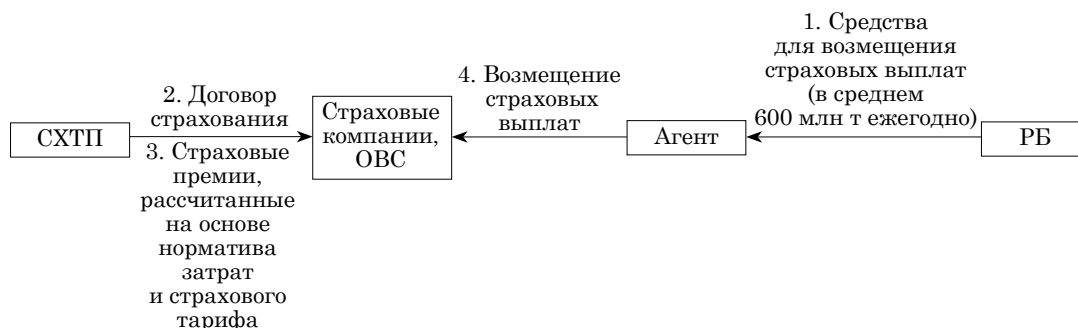 1. Средства
для возмещения
страховых выплат
(в среднем
600 млн т ежегодно)
4. Возмещение
страховых
выплат
2. Договор
страхования
СХТП
Страховые
компании,
ОВС
Агент
РБ
3. Страховые
премии,
рассчитанные
на основе
норматива
затрат
и страхового
тарифа